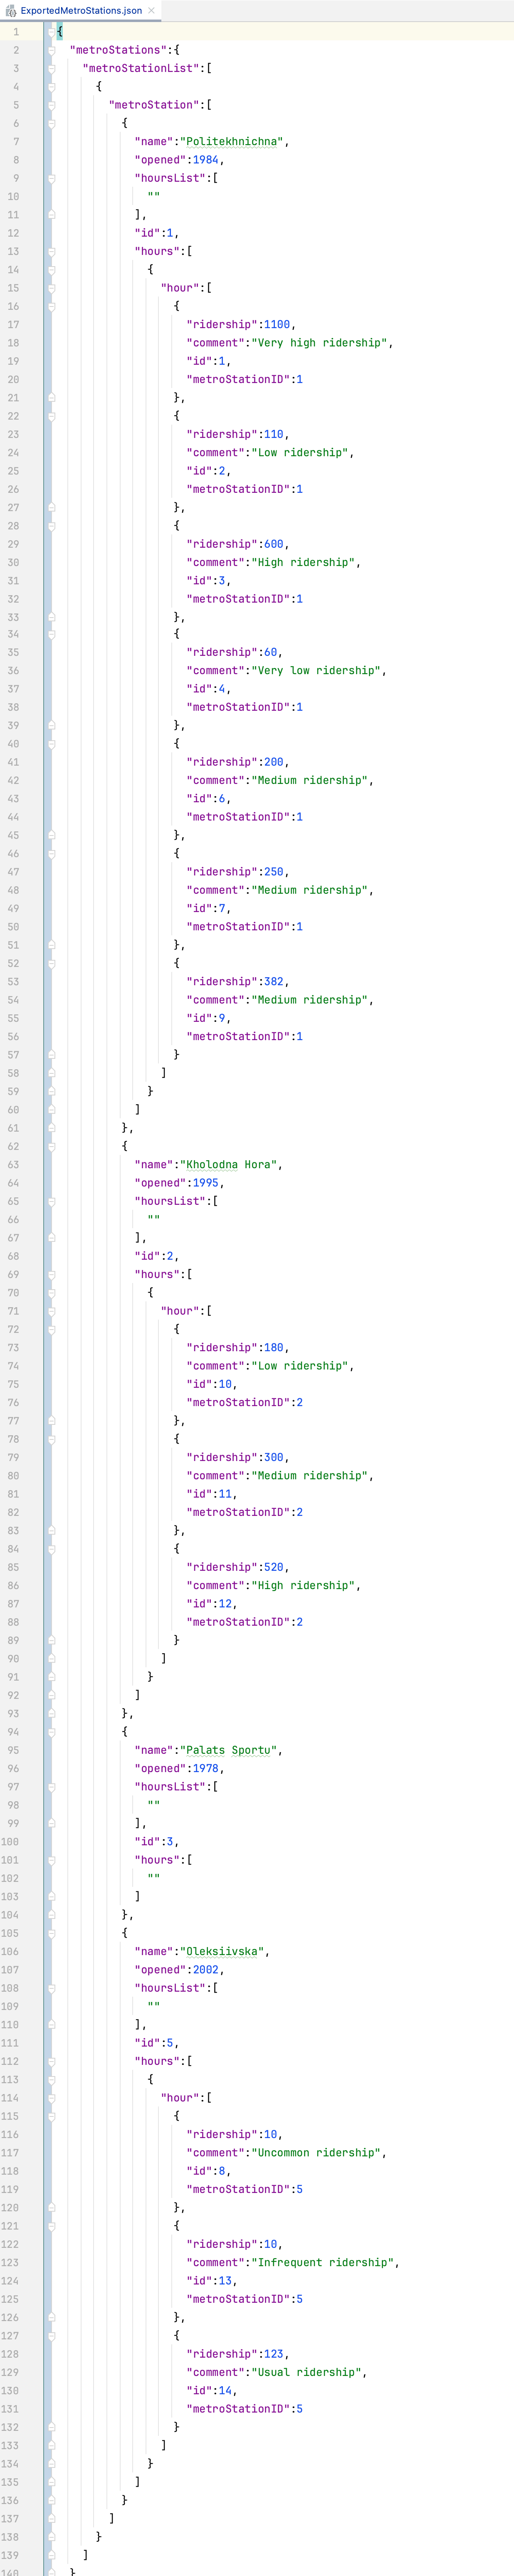 ExportedMetroStations.json
1 {
2 "metroStations":{
3 "metroStationList":[
4 {
5 "metroStation":[
6 {
7 "name":"Politekhnichna",
8 "opened":1984,
9 "hoursList":[
10 ""
11 ],
12 "id":1,
13 "hours":[
14 {
15 "hour":[
16 {
17 "ridership":1100,
18 "comment":"Very high ridership",
19 "id":1,
20 "metroStationID":1
21 },
22 {
23 "ridership":110,
24 "comment":"Low ridership",
25 "id":2,
26 "metroStationID":1
27 },
28 {
29 "ridership":600,
30 "comment":"High ridership",
31 "id":3,
32 "metroStationID":1
33 },
34 {
35 "ridership":60,
36 "comment":"Very low ridership",
37 "id":4,
38 "metroStationID":1
39 },
40 {
41 "ridership":200,
42 "comment":"Medium ridership",
43 "id":6,
44 "metroStationID":1
45 },
46 {
47 "ridership":250,
48 "comment":"Medium ridership",
49 "id":7,
50 "metroStationID":1
51 },
52 {
53 "ridership":382,
54 "comment":"Medium ridership",
55 "id":9,
56 "metroStationID":1
57 }
58 ]
59 }
60 ]
61 },
62 {
63 "name":"Kholodna Hora",
64 "opened":1995,
65 "hoursList":[
66 ""
67 ],
68 "id":2,
69 "hours":[
70 {
71 "hour":[
72 {
73 "ridership":180,
74 "comment":"Low ridership",
75 "id":10,
76 "metroStationID":2
77 },
78 {
79 "ridership":300,
80 "comment":"Medium ridership",
81 "id":11,
82 "metroStationID":2
83 },
84 {
85 "ridership":520,
86 "comment":"High ridership",
87 "id":12,
88 "metroStationID":2
89 }
90 ]
91 }
92 ]
93 },
94 {
95 "name":"Palats Sportu",
96 "opened":1978,
97 "hoursList":[
98 ""
99 ],
100 "id":3,
101 "hours":[
102 ""
103 ]
104 },
105 {
106 "name":"Oleksiivska",
107 "opened":2002,
108 "hoursList":[
109 ""
110 ],
111 "id":5,
112 "hours":[
113 {
114 "hour":[
115 {
116 "ridership":10,
117 "comment":"Uncommon ridership",
118 "id":8,
119 "metroStationID":5
120 },
121 {
122 "ridership":10,
123 "comment":"Infrequent ridership",
124 "id":13,
125 "metroStationID":5
126 },
127 {
128 "ridership":123,
129 "comment":"Usual ridership",
130 "id":14,
131 "metroStationID":5
132 }
133 ]
134 }
135 ]
136 }
137 ]
138 }
139 ]
140 }